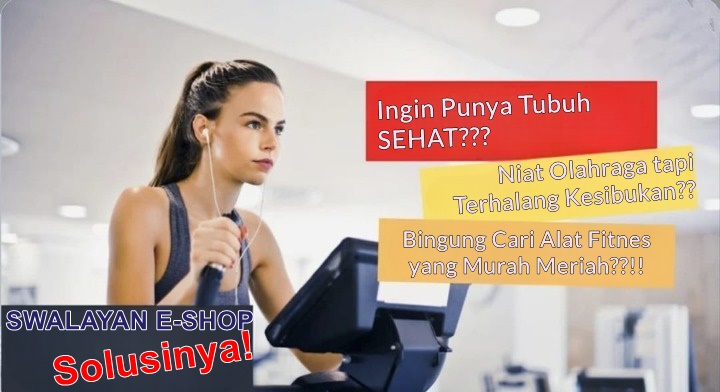 Ingin Punya Tubuh
SEHAT???
Niat Olahraga tapi
Terhalang Kesibukan??
Bingung Cari Alat Fitnes
yang Murah Meriah??!!
SWALAYAN E-SHOP
Solusinya!